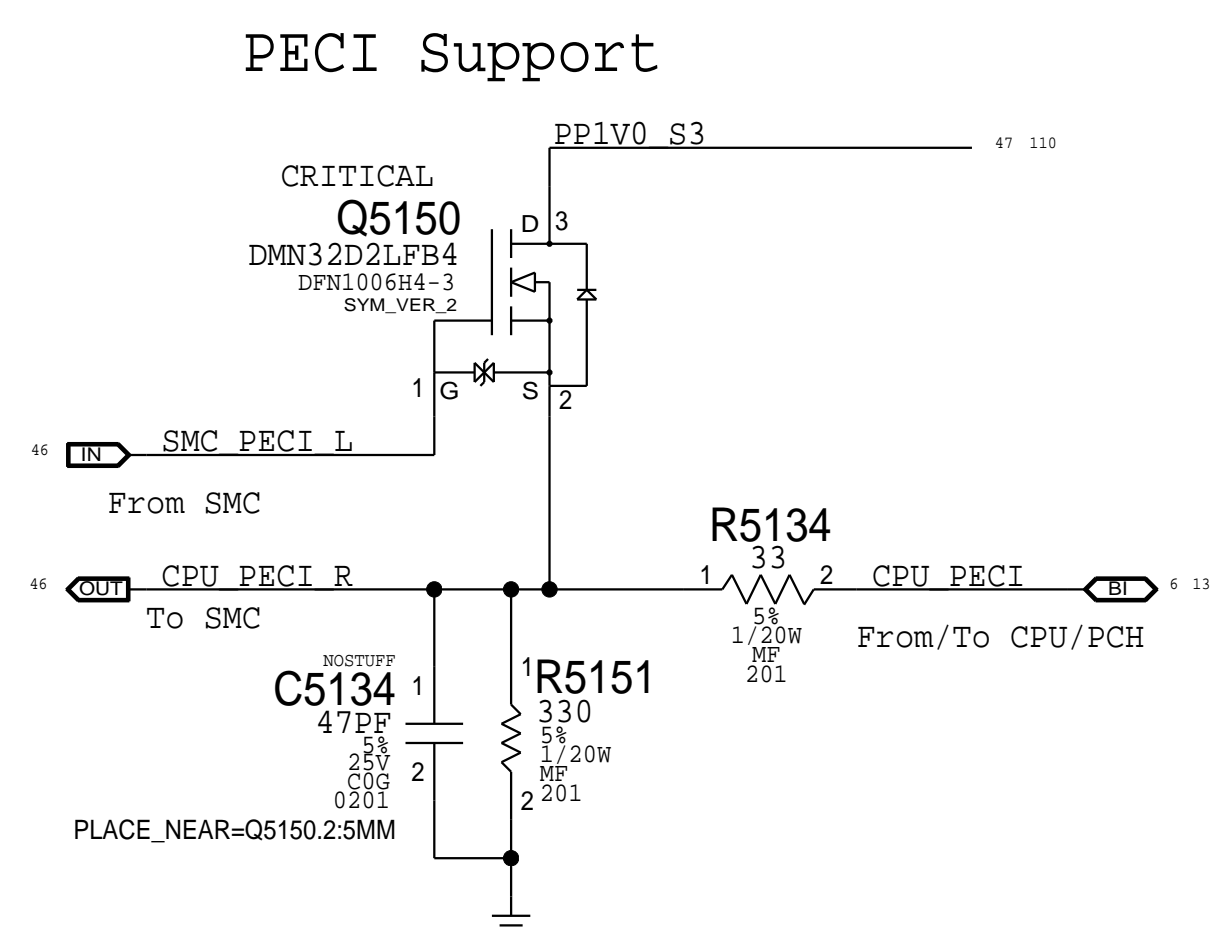 PECI Support
PP1V0_S3
47 110
CRITICAL
Q5150
DMN32D2LFB4
DFN1006H4-3
SYM_VER_2
D 3
1 G
S 2
46 IN SMC_PECI_L
From SMC
46 OUT CPU_PECI_R
To SMC
R5134
33
1 2
5%
1/20W
MF
201
CPU_PECI BI 6 13
From/To CPU/PCH
NOSTUFF
C5134
1
47PF
5%
25V
C0G
0201
2
PLACE_NEAR=Q5150.2:5MM
1
R5151
330
5%
1/20W
MF
201
2